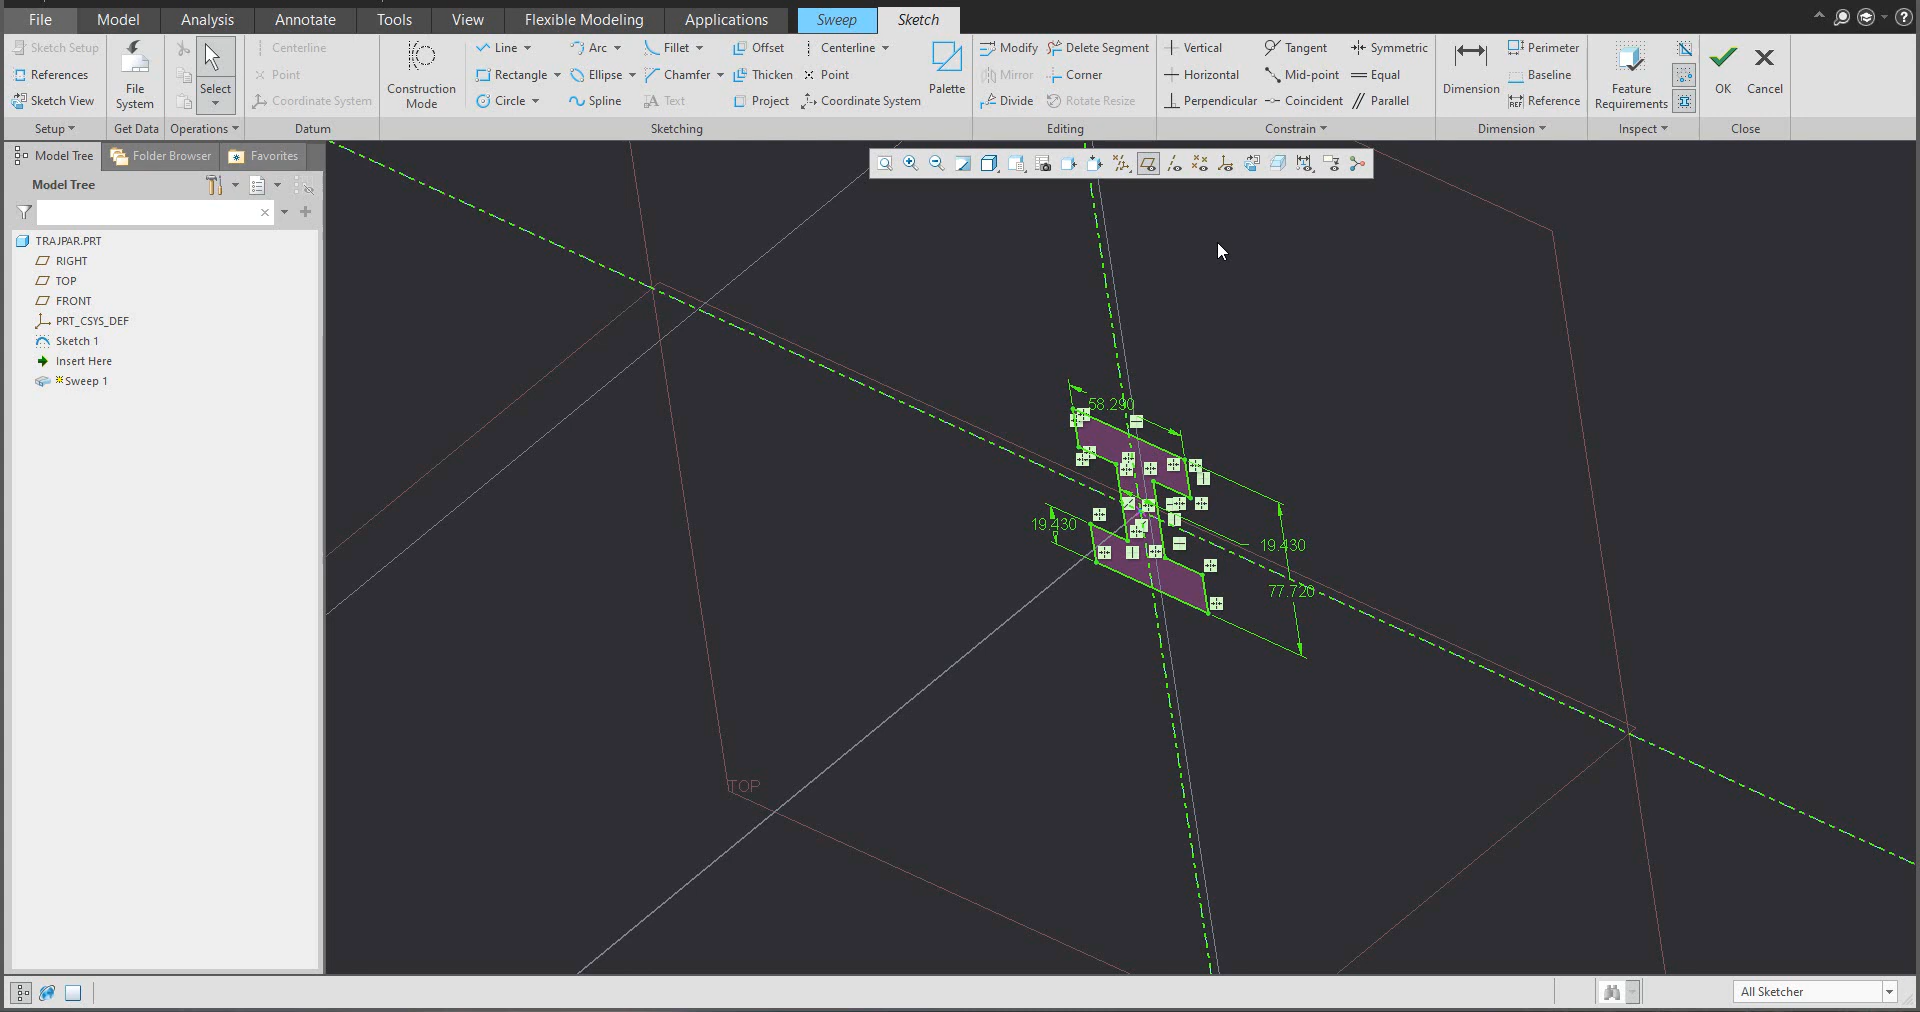 File Model Analysis Annotate Tools View Flexible Modeling Applications Sweep Sketch
Sketch Setup
References
Sketch View
Setup
File System
Get Data
Select
Operations
Centerline
Point
Coordinate System
Datum
Construction Mode
Line Arc Fillet Offset Centerline
Rectangle Ellipse Chamfer Thicken Point
Circle Spline Text Project Coordinate System
Palette
Sketching
Modify Delete Segment
Mirror Corner
Divide Rotate Resize
Editing
Vertical Tangent Symmetric
Horizontal Mid-point Equal
Perpendicular Coincident Parallel
Constrain
Dimension
Perimeter
Baseline
REF Reference
Dimension
Feature Requirements
Inspect
OK Cancel
Close
Model Tree Folder Browser Favorites
Model Tree
TRAJPAR.PRT
RIGHT
TOP
FRONT
PRT_CSYS_DEF
Sketch 1
Insert Here
Sweep 1
58.290
19.430
19.430
77.720
TOP
All Sketcher